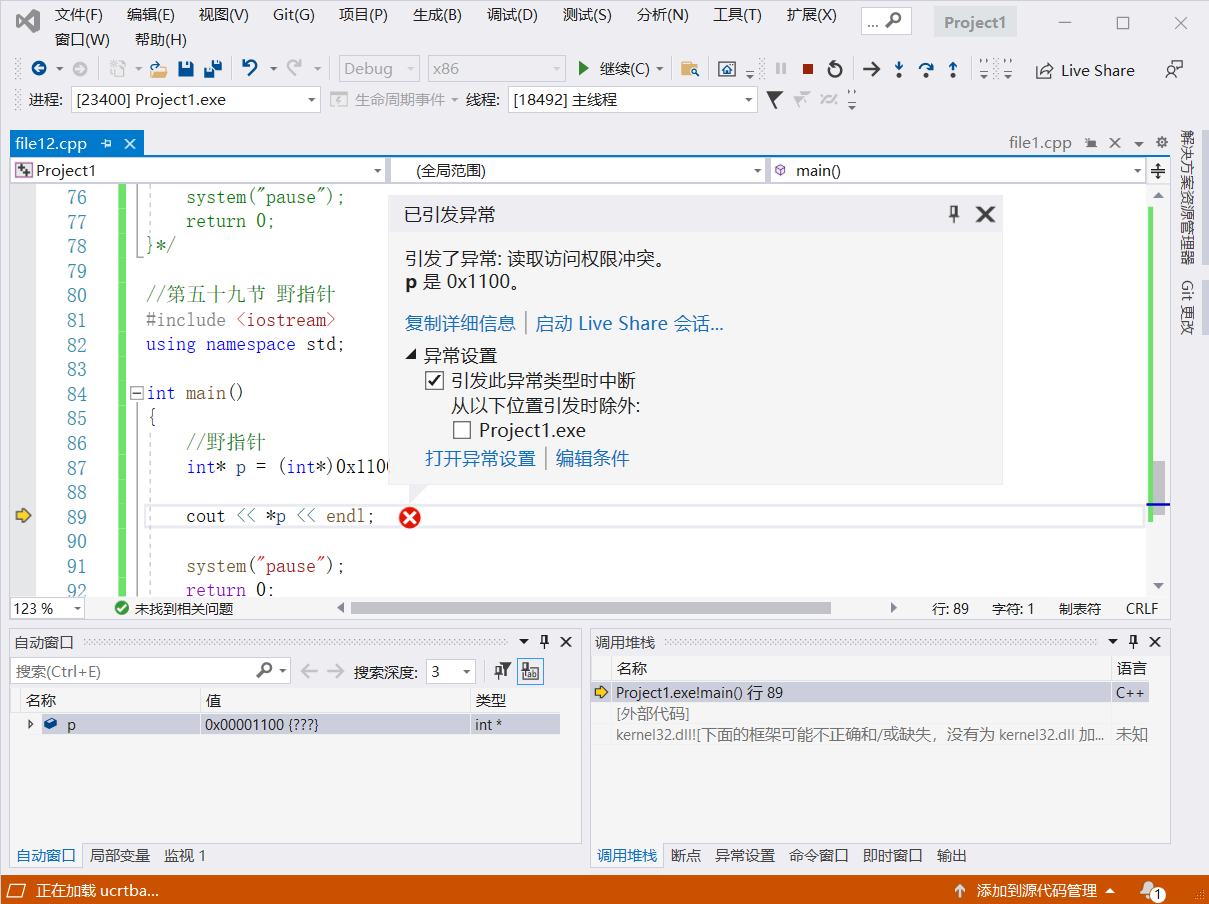 文件(F) 编辑(E) 视图(V) Git(G) 项目(P) 生成(B) 调试(D) 测试(S) 分析(N) 工具(T) 扩展(X) ... Project1
窗口(W) 帮助(H)
Debug x86 继续(C) Live Share
进程: [23400] Project1.exe 生命周期事件 线程: [18492] 主线程
file12.cpp file1.cpp
Project1 (全局范围) main()
76 system("pause");
77 return 0;
78 }*/
79
80 //第五十九节 野指针
81 #include <iostream>
82 using namespace std;
83
84 int main()
85 {
86 //野指针
87 int* p = (int*)0x1100
88
89 cout << *p << endl;
90
91 system("pause");
92 return 0;
已引发异常
引发了异常: 读取访问权限冲突。
p 是 0x1100。
复制详细信息 启动 Live Share 会话...
异常设置
引发此异常类型时中断
从以下位置引发时除外:
Project1.exe
打开异常设置 编辑条件
解决方案资源管理器
Git 更改
123 % 未找到相关问题 行: 89 字符: 1 制表符 CRLF
自动窗口
搜索(Ctrl+E) 搜索深度: 3
名称 值 类型
p 0x00001100 {???} int *
自动窗口 局部变量 监视 1
调用堆栈
名称 语言
Project1.exe!main() 行 89 C++
[外部代码]
kernel32.dll![下面的框架可能不正确和/或缺失，没有为 kernel32.dll 加... 未知
调用堆栈 断点 异常设置 命令窗口 即时窗口 输出
正在加载 ucrtba... 添加到源代码管理 1